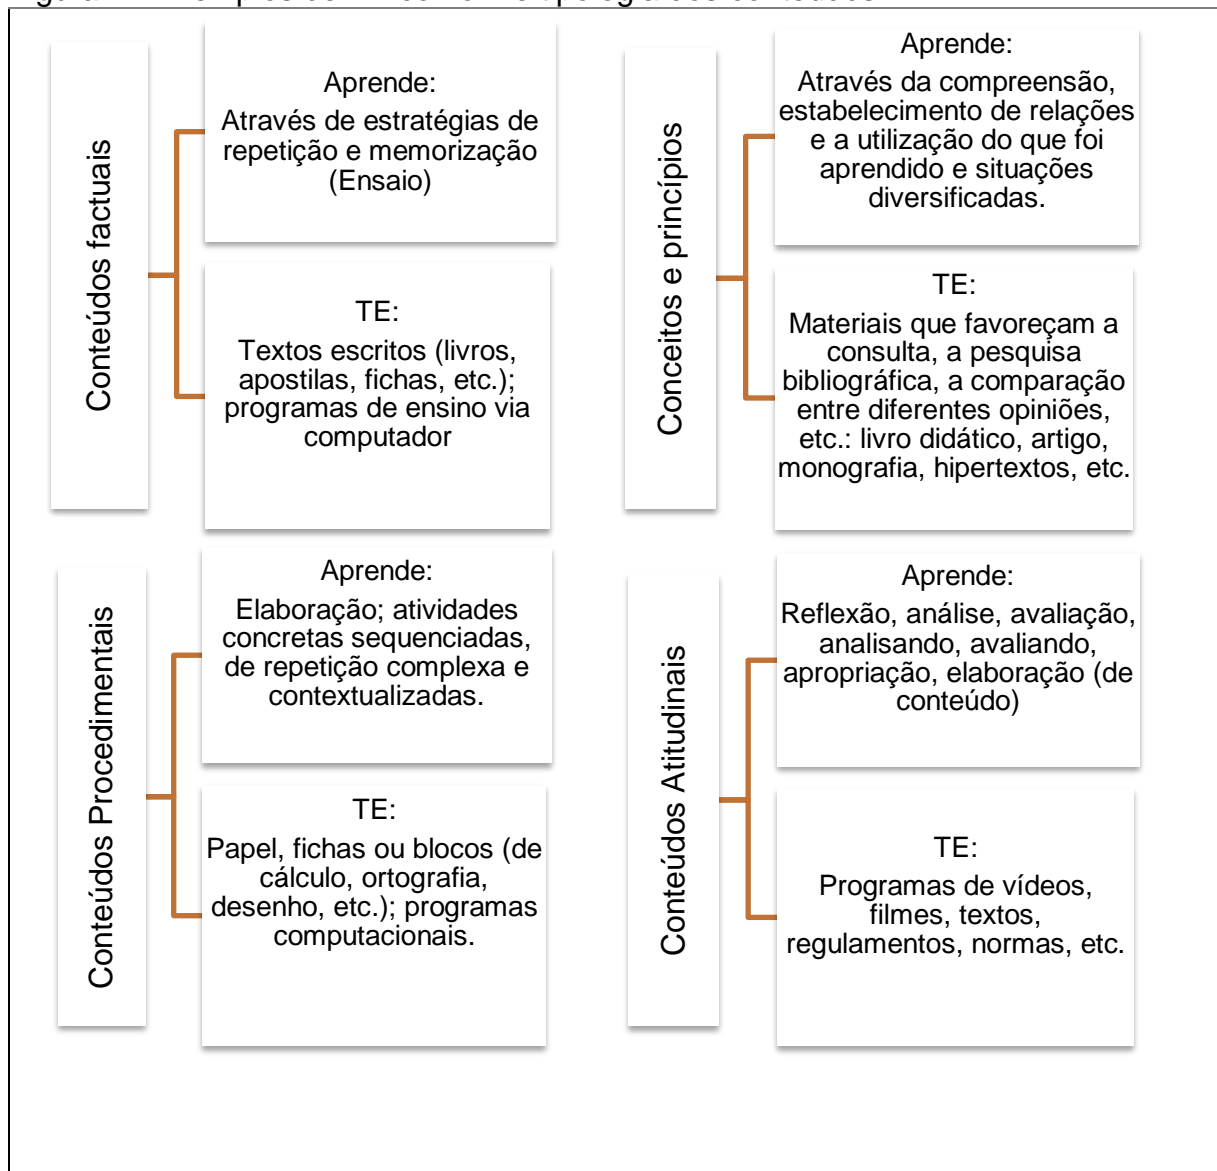 Conteúdos factuais
Aprende:
Através de estratégias de
repetição e memorização
(Ensaio)
TE:
Textos escritos (livros,
apostilas, fichas, etc.);
programas de ensino via
computador
Conceitos e princípios
Aprende:
Através da compreensão,
estabelecimento de relações
e a utilização do que foi
aprendido e situações
diversificadas.
TE:
Materiais que favoreçam a
consulta, a pesquisa
bibliográfica, a comparação
entre diferentes opiniões,
etc.: livro didático, artigo,
monografia, hipertextos, etc.
Conteúdos Procedimentais
Aprende:
Elaboração; atividades
concretas sequenciadas,
de repetição complexa e
contextualizadas.
TE:
Papel, fichas ou blocos (de
cálculo, ortografia,
desenho, etc.); programas
computacionais.
Conteúdos Atitudinais
Aprende:
Reflexão, análise, avaliação,
analisando, avaliando,
apropriação, elaboração (de
conteúdo)
TE:
Programas de vídeos,
filmes, textos,
regulamentos, normas, etc.